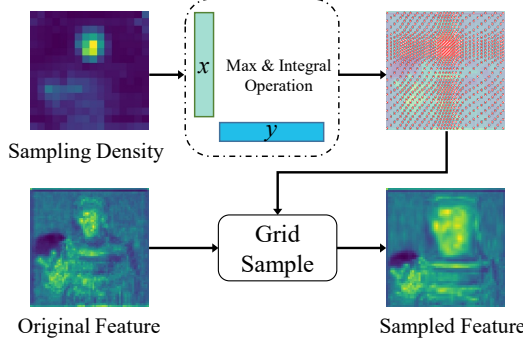 x
Max & Integral
Operation
y
Sampling Density
Grid
Sample
Original Feature
Sampled Feature